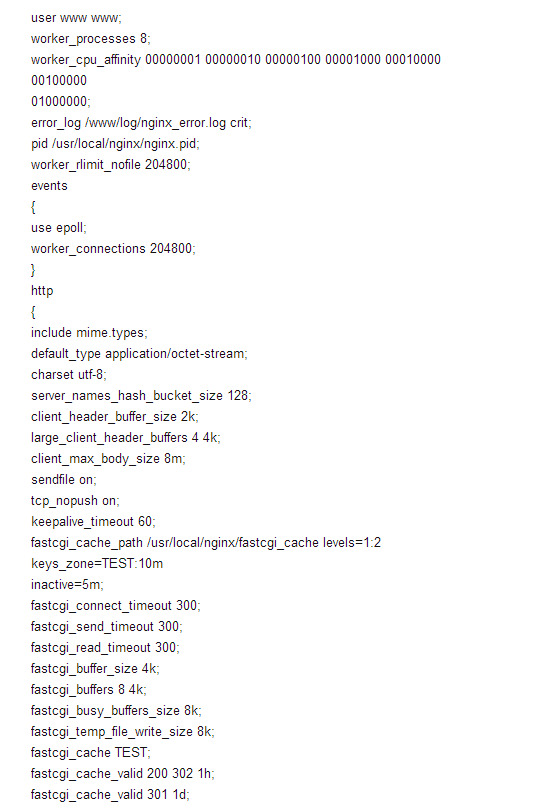 user www www;
worker_processes 8;
worker_cpu_affinity 00000001 00000010 00000100 00001000 00010000
00100000
01000000;
error_log /www/log/nginx_error.log crit;
pid /usr/local/nginx/nginx.pid;
worker_rlimit_nofile 204800;
events
{
use epoll;
worker_connections 204800;
}
http
{
include mime.types;
default_type application/octet-stream;
charset utf-8;
server_names_hash_bucket_size 128;
client_header_buffer_size 2k;
large_client_header_buffers 4 4k;
client_max_body_size 8m;
sendfile on;
tcp_nopush on;
keepalive_timeout 60;
fastcgi_cache_path /usr/local/nginx/fastcgi_cache levels=1:2
keys_zone=TEST:10m
inactive=5m;
fastcgi_connect_timeout 300;
fastcgi_send_timeout 300;
fastcgi_read_timeout 300;
fastcgi_buffer_size 4k;
fastcgi_buffers 8 4k;
fastcgi_busy_buffers_size 8k;
fastcgi_temp_file_write_size 8k;
fastcgi_cache TEST;
fastcgi_cache_valid 200 302 1h;
fastcgi_cache_valid 301 1d;